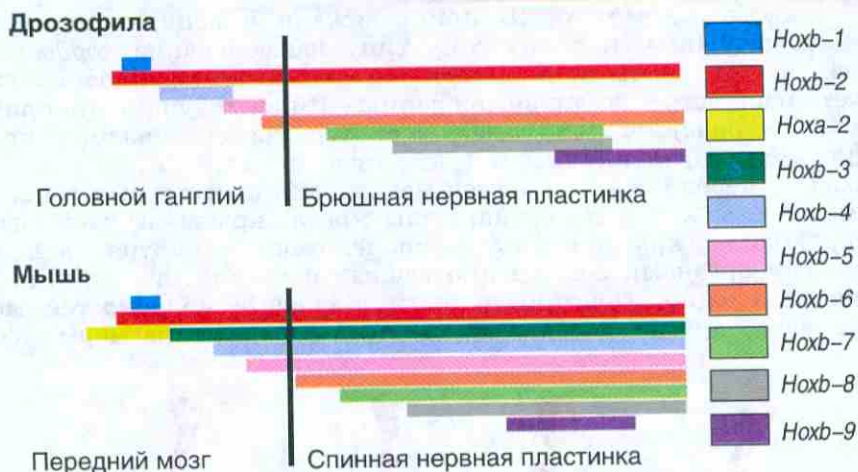 Дрозофила
Головной ганглий
Брюшная нервная пластинка
Мышь
Передний мозг
Спинная нервная пластинка
Hoxb–1
Hoxb–2
Hoxa–2
Hoxb–3
Hoxb–4
Hoxb–5
Hoxb–6
Hoxb–7
Hoxb–8
Hoxb–9